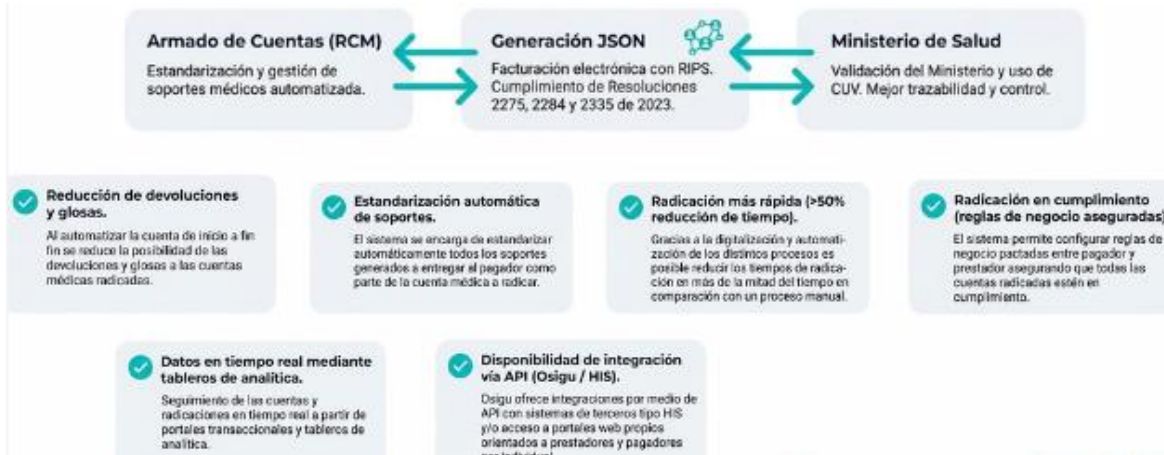 Armado de Cuentas (RCM)
Estandarización y gestión de
soportes médicos automatizada.
Generación JSON
Facturación electrónica con RIPS.
Cumplimiento de Resoluciones
2275, 2284 y 2335 de 2023.
Ministerio de Salud
Validación del Ministerio y uso de
CUV. Mejor trazabilidad y control.
Reducción de devoluciones
y glosas.
Al automatizar la cuenta de inicio a fin
fin se reduce la posibilidad de las
devoluciones y glosas a las cuentas
médicas radicadas.
Estandarización automática
de soportes.
El sistema se encarga de estandarizar
automáticamente todos los soportes
generados a entregar al pagador como
parte de la cuenta médica a radicar.
Radicación más rápida (>50%
reducción de tiempo).
Gracias a la digitalización y automati-
zación de los distintos procesos es
posible reducir los tiempos de radica-
ción en más de la mitad del tiempo en
comparación con un proceso manual.
Radicación en cumplimiento
(reglas de negocio aseguradas)
El sistema permite configurar reglas de
negocio pactadas entre pagador y
prestador asegurando que todas las
cuentas radicadas estén en
cumplimiento.
Datos en tiempo real mediante
tableros de analítica.
Seguimiento de las cuentas y
radicaciones en tiempo real a partir de
portales transaccionales y tableros de
analítica.
Disponibilidad de integración
vía API (Osigu / HIS).
Osigu ofrece integraciones por medio de
API con sistemas de terceros tipo HIS
y/o acceso a portales web propios
orientados a prestadores y pagadores